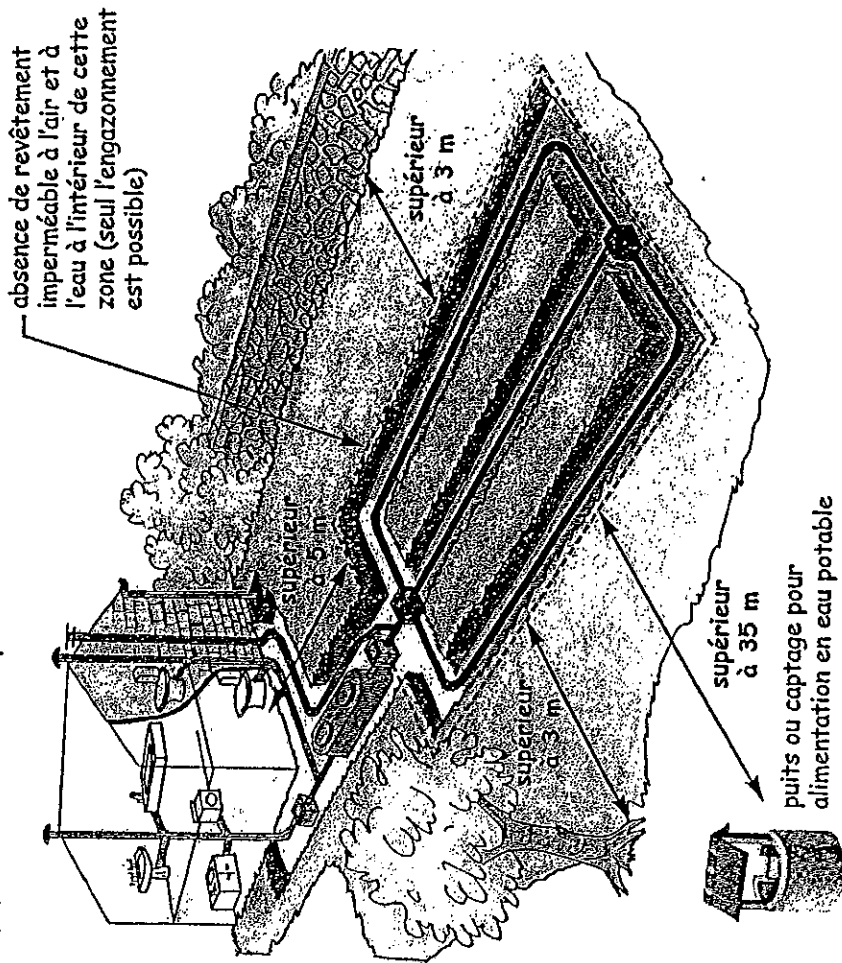 absence de revêtement
imperméable à l'air et à
l'eau à l'intérieur de cette
zone (seul l'engazonnement
est possible)
supérieur
à 3 m
supérieur
à 5 m
supérieur
à 3 m
supérieur
à 35 m
puits ou captage pour
alimentation en eau potable